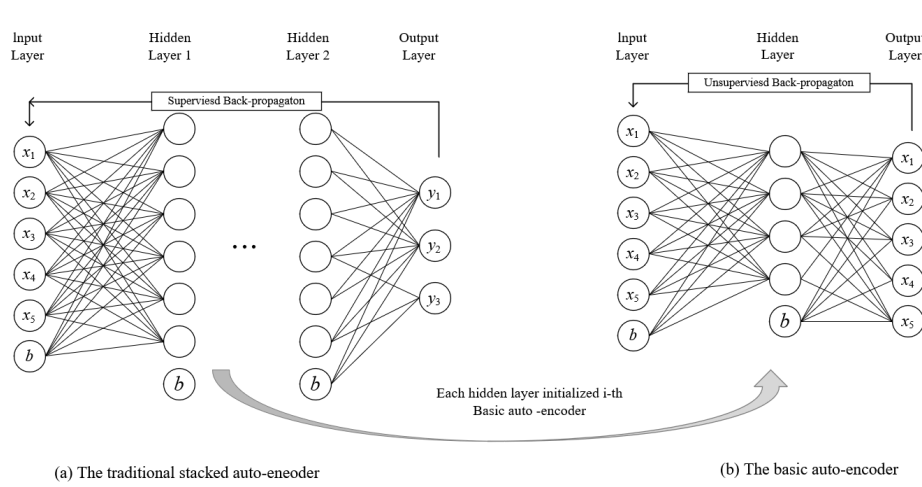 Input
Layer
Hidden
Layer 1
Hidden
Layer 2
Output
Layer
Superviesd Back-propagaton
x1
x2
x3
x4
x5
b
b
...
b
y1
y2
y3
Input
Layer
Hidden
Layer
Output
Layer
Unsuperviesd Back-propagaton
x1
x2
x3
x4
x5
b
b
x1
x2
x3
x4
x5
Each hidden layer initialized i-th
Basic auto -encoder
(a) The traditional stacked auto-eneoder
(b) The basic auto-encoder